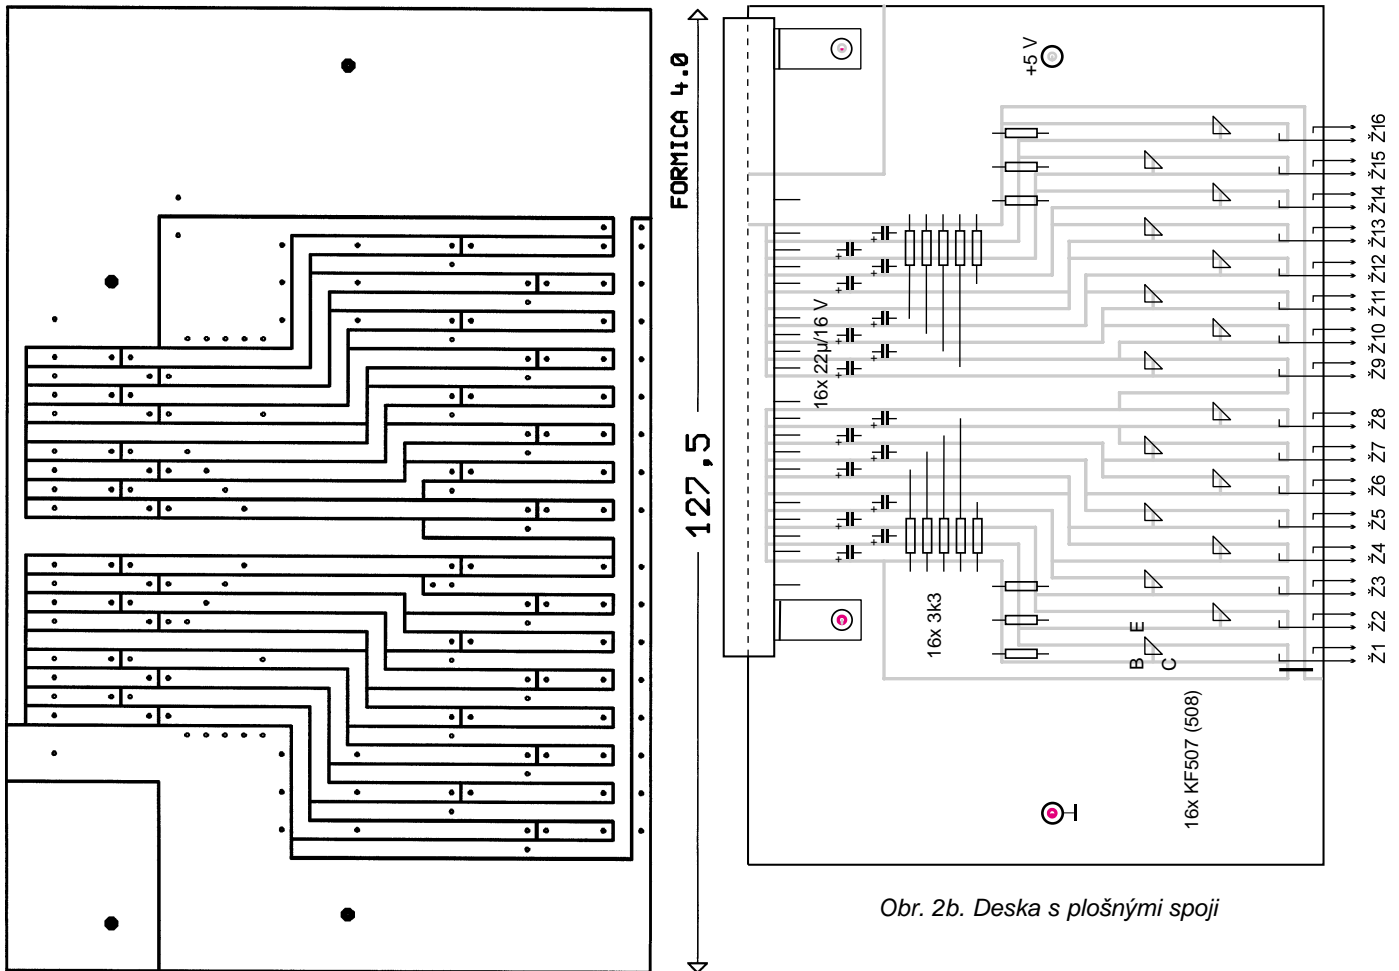 FORMICA 4.0
127,5
+5 V
16x 22µ/16 V
16x 3k3
B
E
C
16x KF507 (508)
Ž16
Ž15
Ž14
Ž13
Ž12
Ž11
Ž10
Ž9
Ž8
Ž7
Ž6
Ž5
Ž4
Ž3
Ž2
Ž1
Obr. 2b. Deska s plošnými spoji